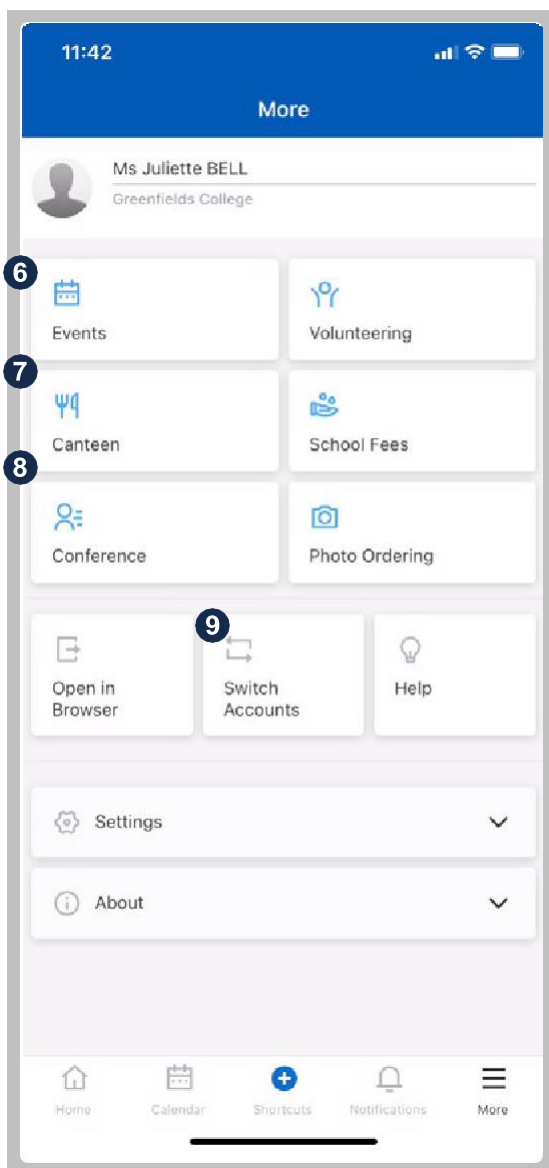 11:42
More
Ms Juliette BELL
Greenfields College
6
Events
Volunteering
7
Canteen
School Fees
8
Conference
Photo Ordering
9
Open in
Browser
Switch
Accounts
Help
Settings
About
Home
Calendar
Shortcuts
Notifications
More